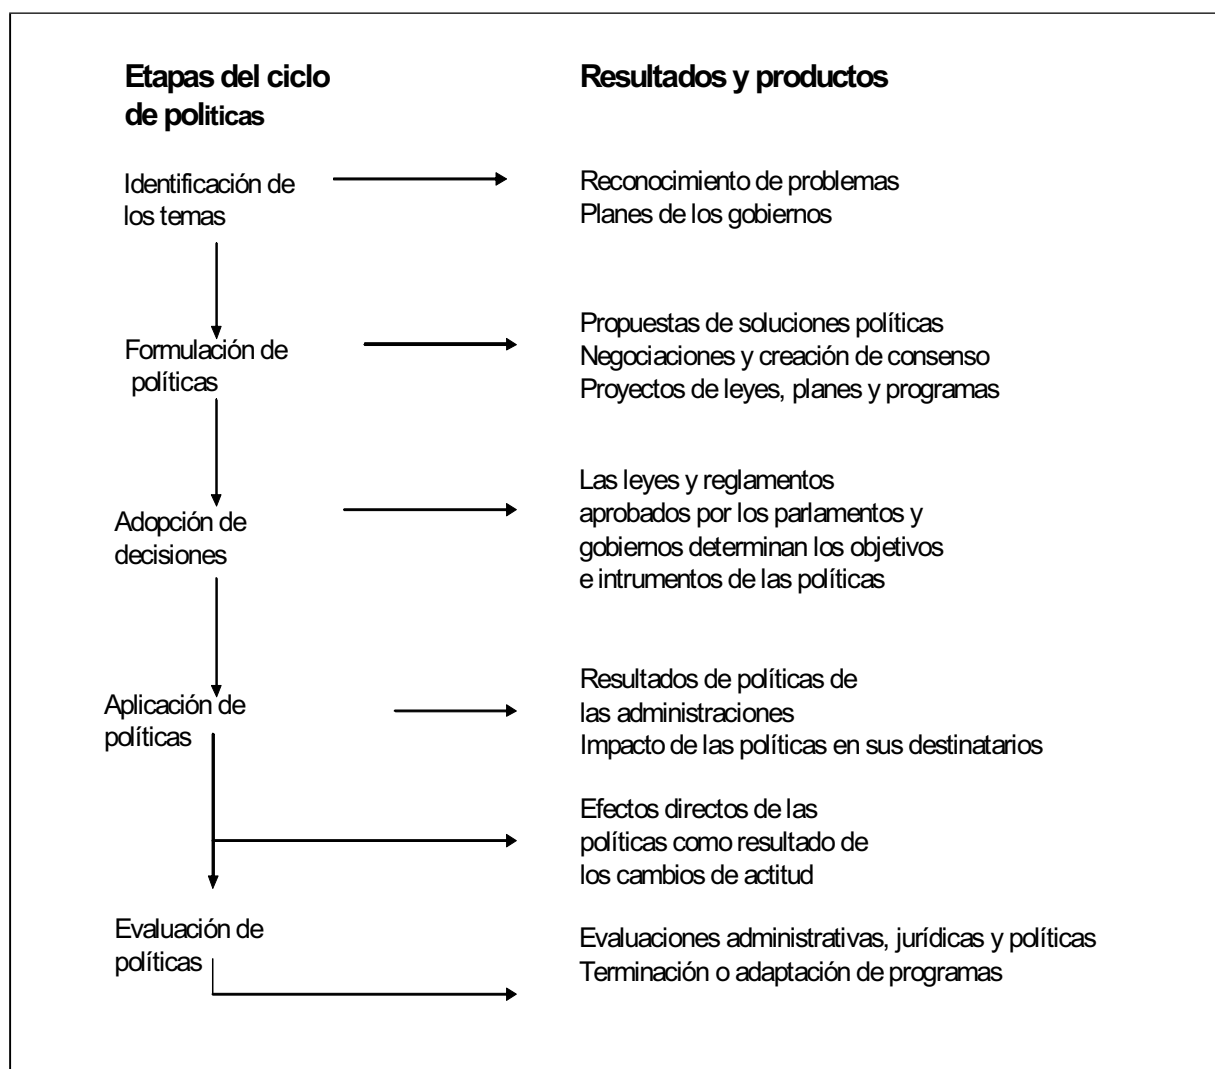 Etapas del ciclo
de politicas
Resultados y productos
Identificación de
los temas
Reconocimiento de problemas
Planes de los gobiernos
Formulación de
políticas
Propuestas de soluciones políticas
Negociaciones y creación de consenso
Proyectos de leyes, planes y programas
Adopción de
decisiones
Las leyes y reglamentos
aprobados por los parlamentos y
gobiernos determinan los objetivos
e intrumentos de las políticas
Aplicación de
políticas
Resultados de políticas de
las administraciones
Impacto de las políticas en sus destinatarios
Efectos directos de las
políticas como resultado de
los cambios de actitud
Evaluación de
políticas
Evaluaciones administrativas, jurídicas y políticas
Terminación o adaptación de programas